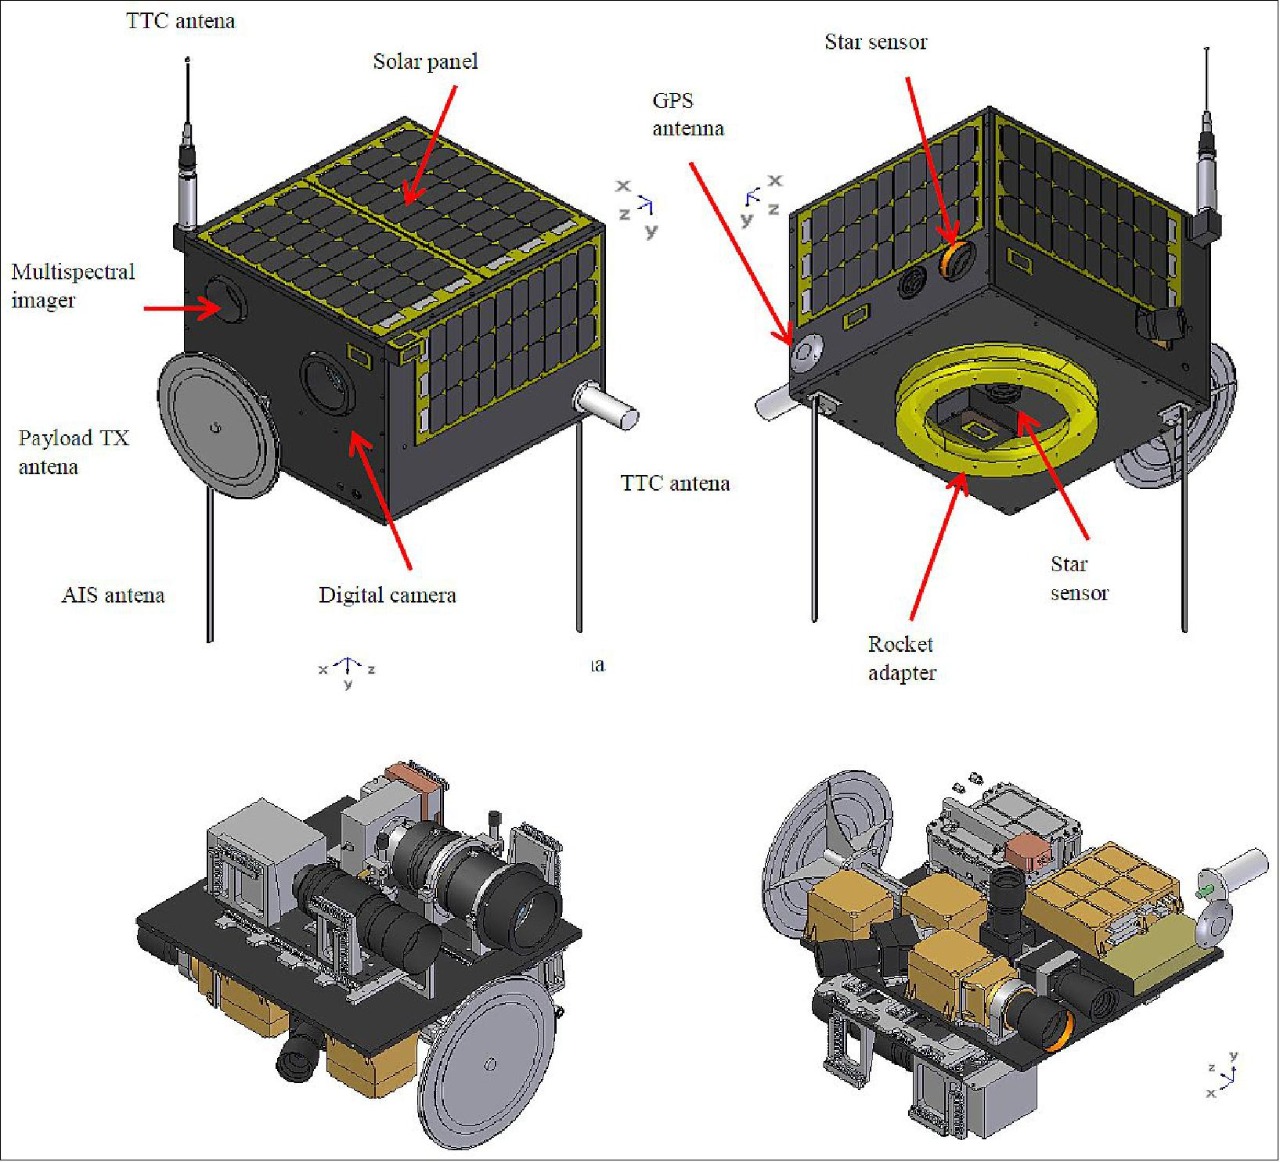 TTC antena
Solar panel
Star sensor
GPS
antenna
x
z
y
x
y
z
Multispectral
imager
Payload TX
antena
TTC antena
AIS antena
Digital camera
Star
sensor
Rocket
adapter
x
z
y
y
z
x